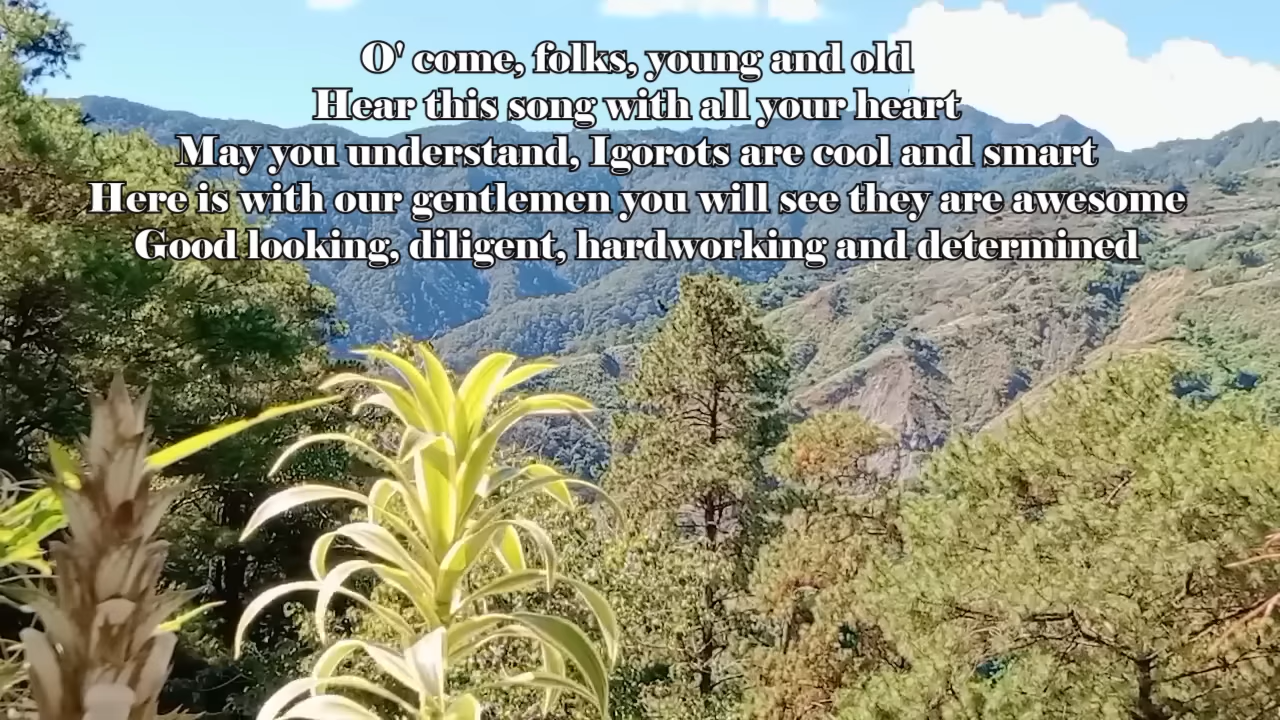 O' come, folks, young and old
Hear this song with all your heart
May you understand, Igorots are cool and smart
Here is with our gentlemen you will see they are awesome
Good looking, diligent, hardworking and determined